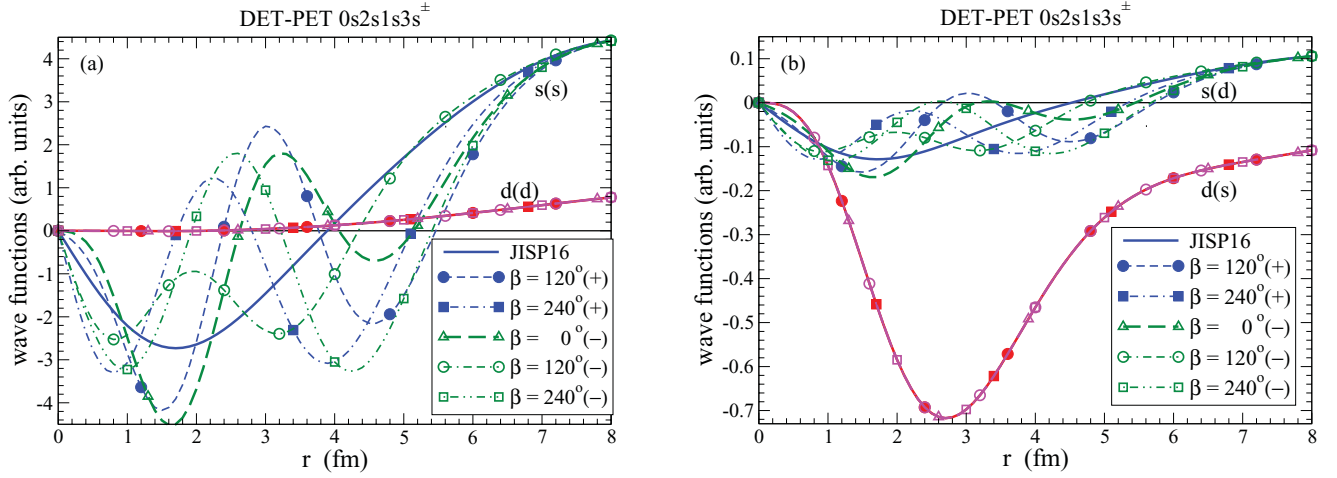 DET-PET 0s2s1s3s±
wave functions (arb. units)
4
3
2
1
0
-1
-2
-3
-4
(a)
s(s)
d(d)
JISP16
β = 120°(+)
β = 240°(+)
β = 0°(−)
β = 120°(−)
β = 240°(−)
0 1 2 3 4 5 6 7 8
r (fm)
DET-PET 0s2s1s3s±
wave functions (arb. units)
0.1
0
-0.1
-0.2
-0.3
-0.4
-0.5
-0.6
-0.7
(b)
s(d)
d(s)
JISP16
β = 120°(+)
β = 240°(+)
β = 0°(−)
β = 120°(−)
β = 240°(−)
0 1 2 3 4 5 6 7 8
r (fm)